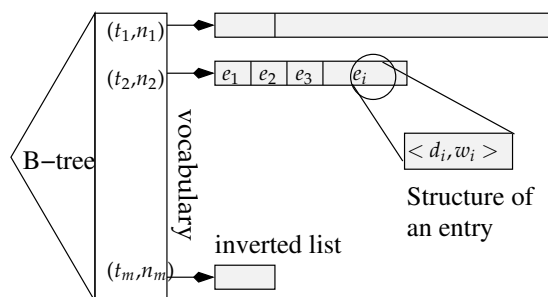 (t₁,n₁)
(t₂,n₂)
e₁ e₂ e₃ eᵢ
B−tree
vocabulary
< dᵢ,wᵢ >
Structure of
an entry
inverted list
(tₘ,nₘ)